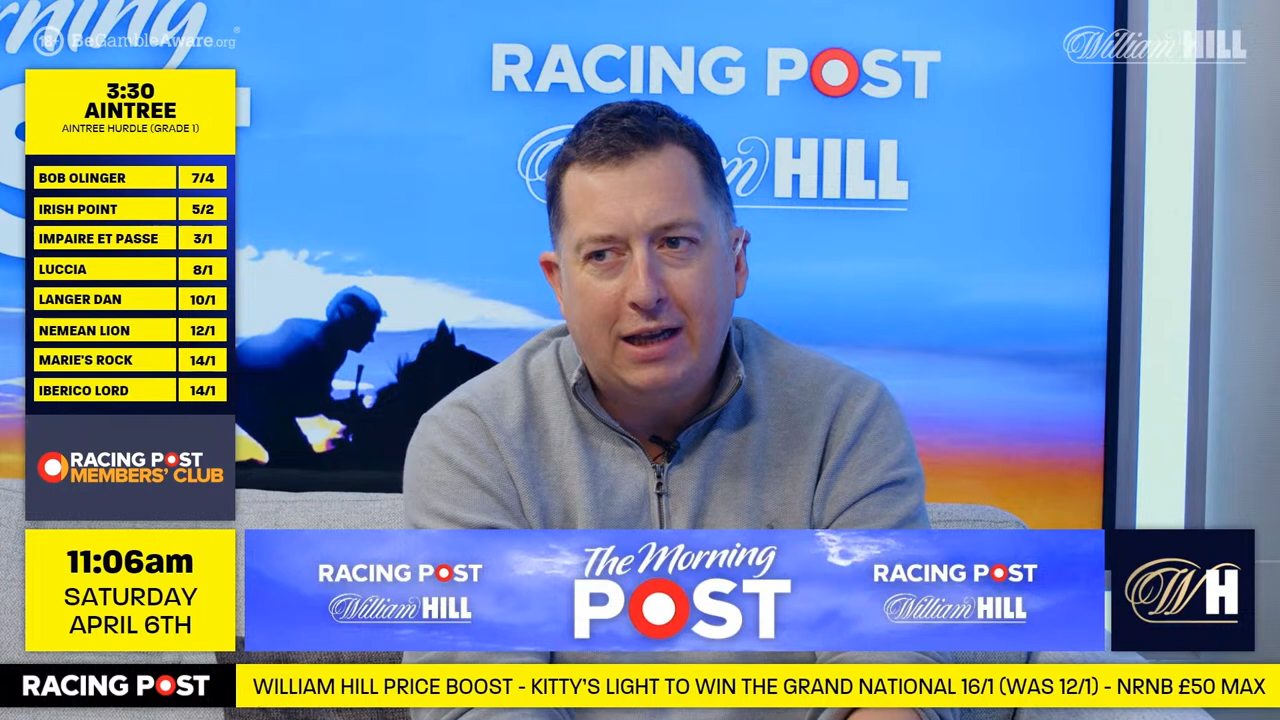 rning
18+ BeGambleAware.org®
William HILL
RACING POST
William HILL
3:30
AINTREE
AINTREE HURDLE (GRADE 1)
BOB OLINGER 7/4
IRISH POINT 5/2
IMPAIRE ET PASSE 3/1
LUCCIA 8/1
LANGER DAN 10/1
NEMEAN LION 12/1
MARIE'S ROCK 14/1
IBERICO LORD 14/1
RACING POST
MEMBERS' CLUB
11:06am
SATURDAY
APRIL 6TH
RACING POST
William HILL
The Morning
POST
RACING POST
William HILL
WH
RACING POST
WILLIAM HILL PRICE BOOST - KITTY'S LIGHT TO WIN THE GRAND NATIONAL 16/1 (WAS 12/1) - NRNB £50 MAX